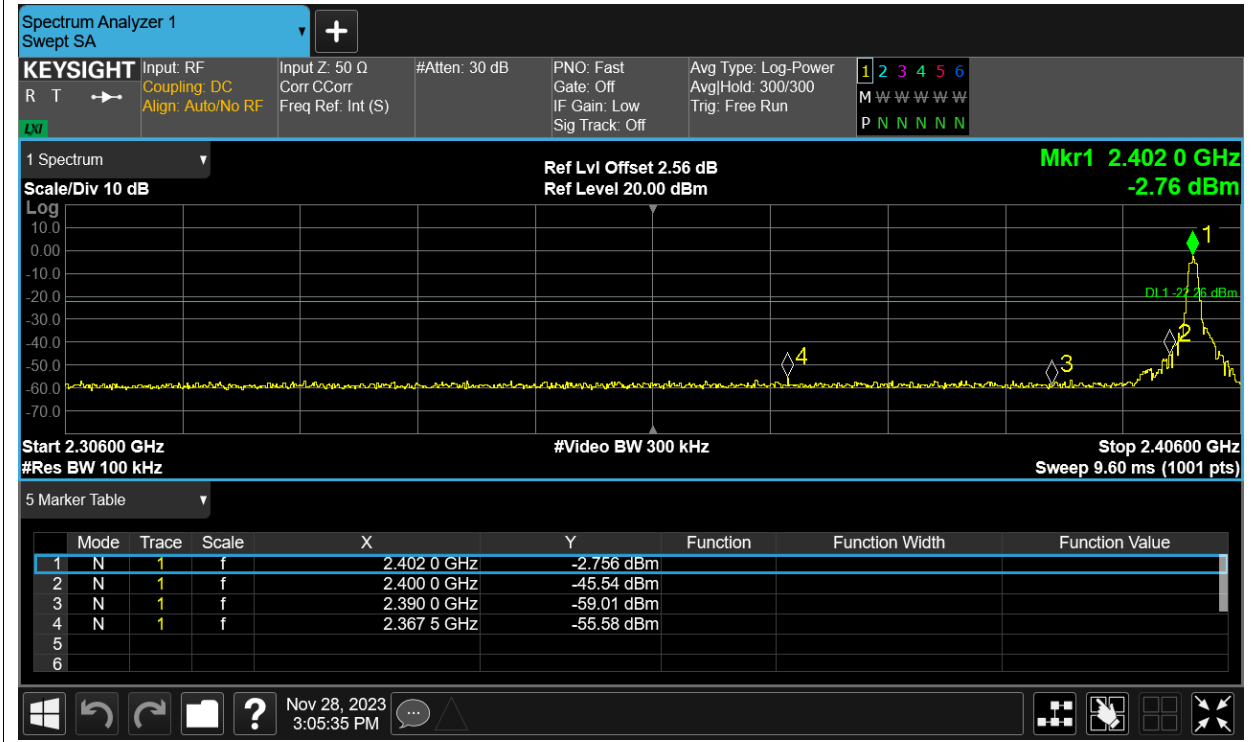 Spectrum Analyzer 1
Swept SA
+
KEYSIGHT
R T
LXI
Input: RF
Coupling: DC
Align: Auto/No RF
Input Z: 50 Ω
Corr CCorr
Freq Ref: Int (S)
#Atten: 30 dB
PNO: Fast
Gate: Off
IF Gain: Low
Sig Track: Off
Avg Type: Log-Power
Avg|Hold: 300/300
Trig: Free Run
1 2 3 4 5 6
M W W W W W
P N N N N N
1 Spectrum
Scale/Div 10 dB
Ref Lvl Offset 2.56 dB
Ref Level 20.00 dBm
Mkr1 2.402 0 GHz
-2.76 dBm
Log
10.0
0.00
-10.0
-20.0
-30.0
-40.0
-50.0
-60.0
-70.0
1
DL1 -22.26 dBm
2
3
4
Start 2.30600 GHz
#Res BW 100 kHz
#Video BW 300 kHz
Stop 2.40600 GHz
Sweep 9.60 ms (1001 pts)
5 Marker Table
Mode Trace Scale X Y Function Function Width Function Value
1 N 1 f 2.402 0 GHz -2.756 dBm
2 N 1 f 2.400 0 GHz -45.54 dBm
3 N 1 f 2.390 0 GHz -59.01 dBm
4 N 1 f 2.367 5 GHz -55.58 dBm
5
6
?
Nov 28, 2023
3:05:35 PM